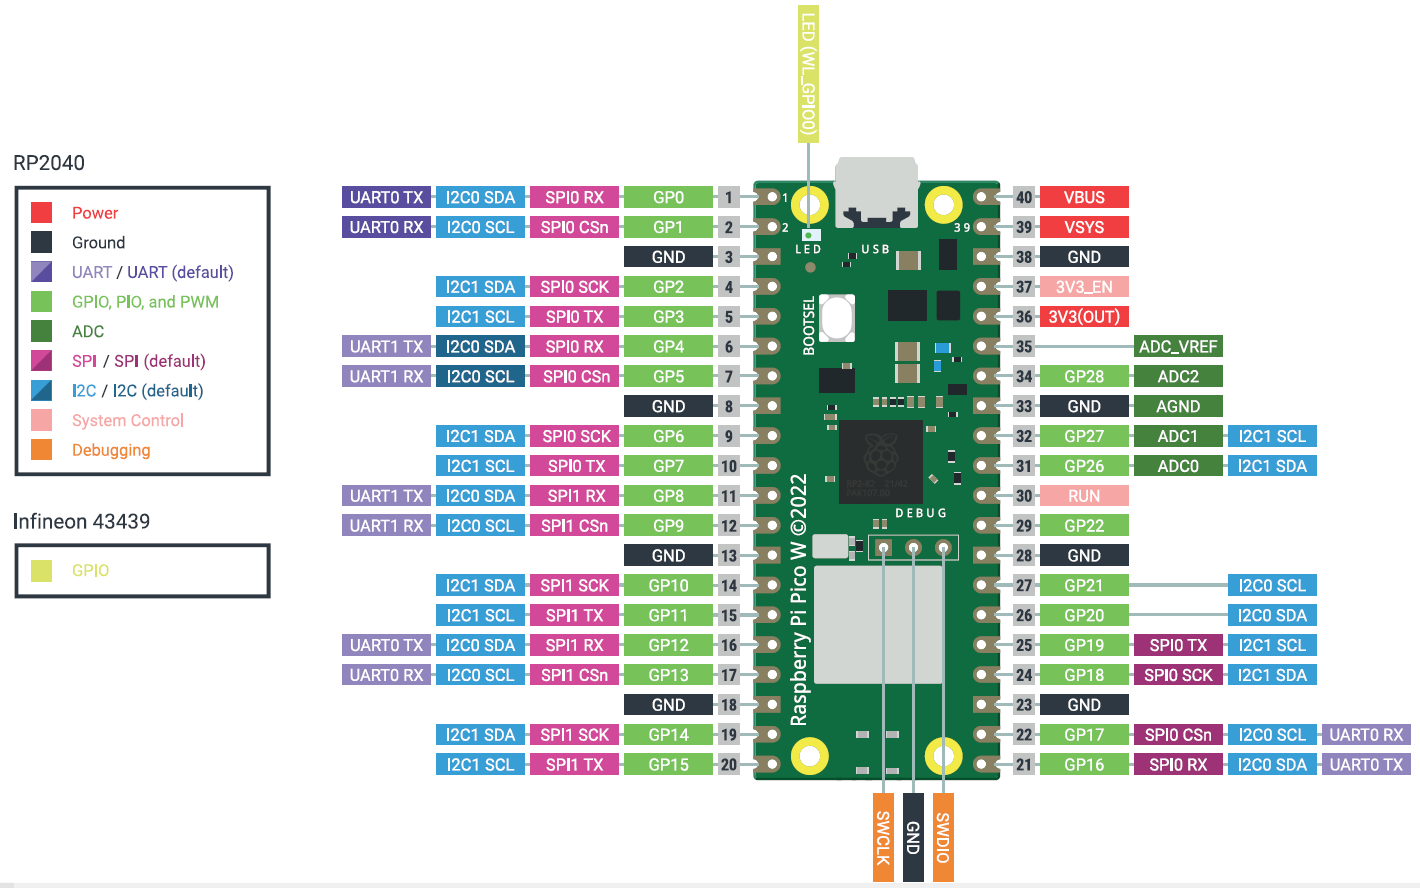 LED (WL_GPIO0)
RP2040
Power
Ground
UART / UART (default)
GPIO, PIO, and PWM
ADC
SPI / SPI (default)
I2C / I2C (default)
System Control
Debugging
Infineon 43439
GPIO
UART0 TX I2C0 SDA SPI0 RX GP0 1
UART0 RX I2C0 SCL SPI0 CSn GP1 2
GND 3
I2C1 SDA SPI0 SCK GP2 4
I2C1 SCL SPI0 TX GP3 5
UART1 TX I2C0 SDA SPI0 RX GP4 6
UART1 RX I2C0 SCL SPI0 CSn GP5 7
GND 8
I2C1 SDA SPI0 SCK GP6 9
I2C1 SCL SPI0 TX GP7 10
UART1 TX I2C0 SDA SPI1 RX GP8 11
UART1 RX I2C0 SCL SPI1 CSn GP9 12
GND 13
I2C1 SDA SPI1 SCK GP10 14
I2C1 SCL SPI1 TX GP11 15
UART0 TX I2C0 SDA SPI1 RX GP12 16
UART0 RX I2C0 SCL SPI1 CSn GP13 17
GND 18
I2C1 SDA SPI1 SCK GP14 19
I2C1 SCL SPI1 TX GP15 20
1
2
39
LED
USB
BOOTSEL
DEBUG
Raspberry Pi Pico W ©2022
40 VBUS
39 VSYS
38 GND
37 3V3_EN
36 3V3(OUT)
35 ADC_VREF
34 GP28 ADC2
33 GND AGND
32 GP27 ADC1 I2C1 SCL
31 GP26 ADC0 I2C1 SDA
30 RUN
29 GP22
28 GND
27 GP21 I2C0 SCL
26 GP20 I2C0 SDA
25 GP19 SPI0 TX I2C1 SCL
24 GP18 SPI0 SCK I2C1 SDA
23 GND
22 GP17 SPI0 CSn I2C0 SCL UART0 RX
21 GP16 SPI0 RX I2C0 SDA UART0 TX
SWCLK
GND
SWDIO